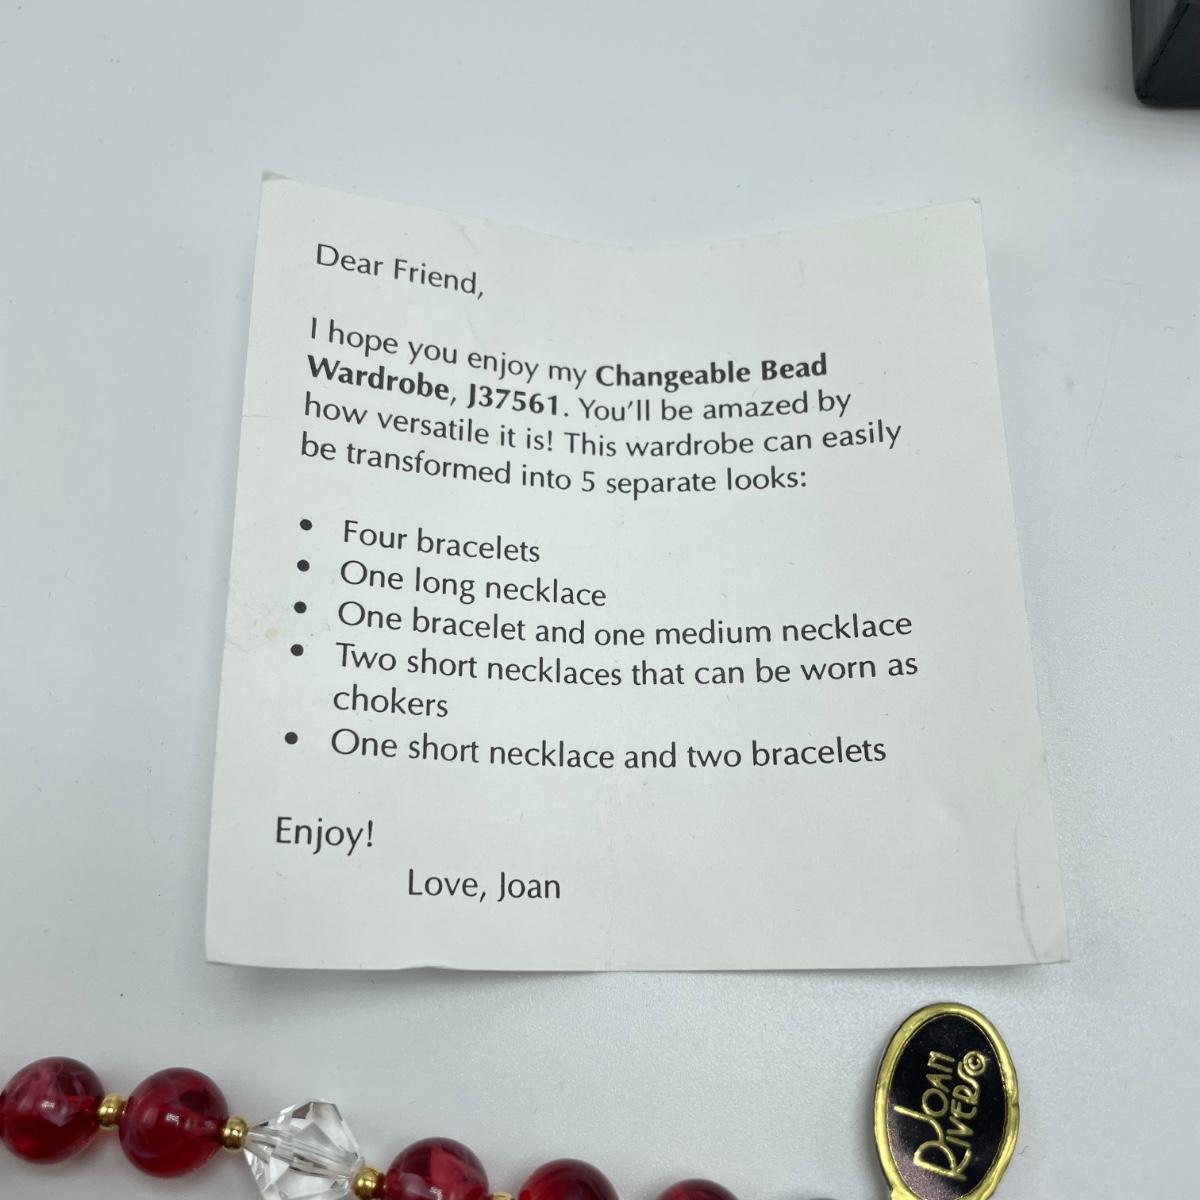 Dear Friend,
I hope you enjoy my Changeable Bead
Wardrobe, J37561. You'll be amazed by
how versatile it is! This wardrobe can easily
be transformed into 5 separate looks:
• Four bracelets
• One long necklace
• One bracelet and one medium necklace
• Two short necklaces that can be worn as
chokers
• One short necklace and two bracelets
Enjoy!
Love, Joan
JOAN
RIVERS©